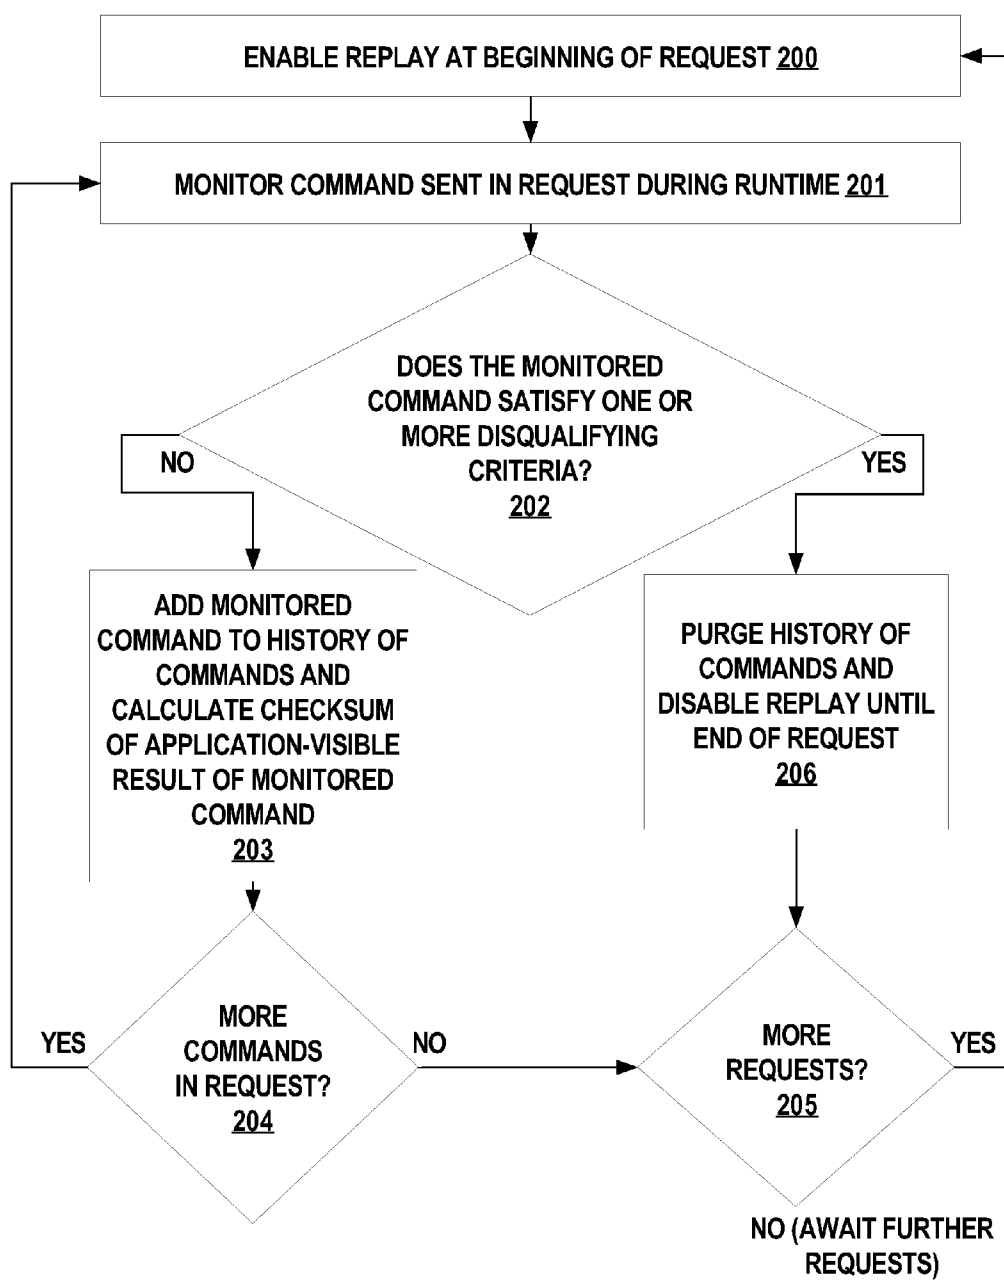 ENABLE REPLAY AT BEGINNING OF REQUEST 200
MONITOR COMMAND SENT IN REQUEST DURING RUNTIME 201
DOES THE MONITORED
COMMAND SATISFY ONE OR
MORE DISQUALIFYING
CRITERIA?
202
NO
YES
ADD MONITORED
COMMAND TO HISTORY OF
COMMANDS AND
CALCULATE CHECKSUM
OF APPLICATION-VISIBLE
RESULT OF MONITORED
COMMAND
203
PURGE HISTORY OF
COMMANDS AND
DISABLE REPLAY UNTIL
END OF REQUEST
206
YES
MORE
COMMANDS
IN REQUEST?
204
NO
MORE
REQUESTS?
205
YES
NO (AWAIT FURTHER
REQUESTS)